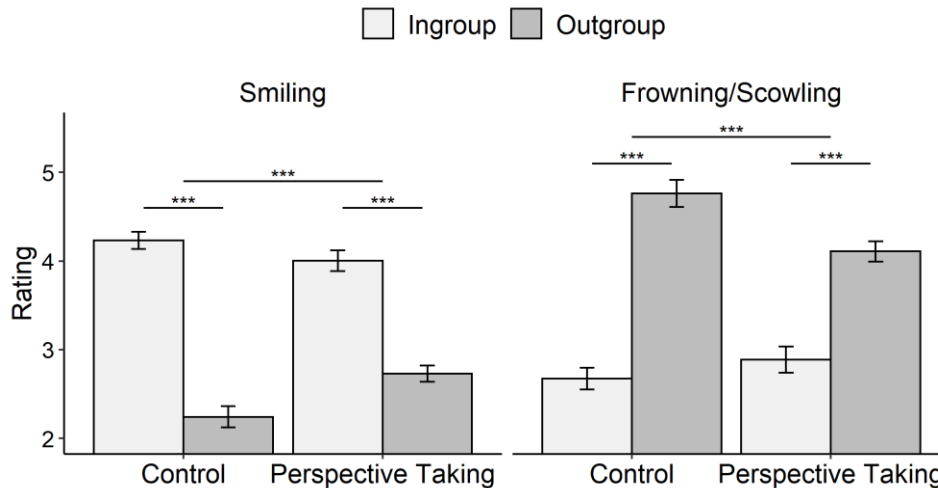 Ingroup Outgroup
Smiling
Frowning/Scowling
Rating
5
4
3
2
***
***
***
***
***
***
Control
Perspective Taking
Control
Perspective Taking